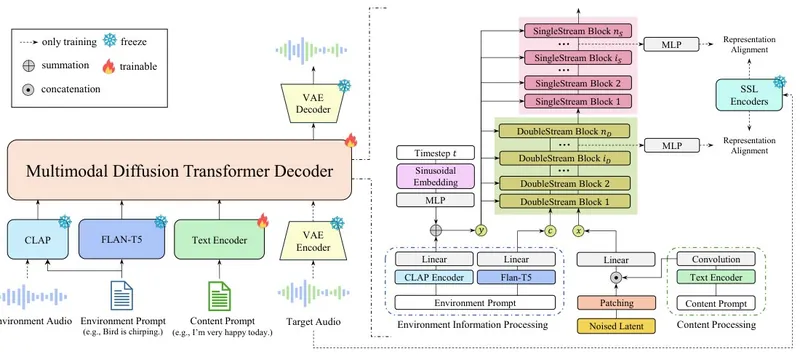 only training
freeze
summation
trainable
concatenation
VAE
Decoder
Multimodal Diffusion Transformer Decoder
CLAP
FLAN-T5
Text Encoder
VAE
Encoder
nvironment Audio
Environment Prompt
(e.g., Bird is chirping.)
Content Prompt
(e.g., I'm very happy today.)
Target Audio
SingleStream Block n_S
...
SingleStream Block i_S
...
SingleStream Block 2
SingleStream Block 1
DoubleStream Block n_D
...
DoubleStream Block i_D
...
DoubleStream Block 2
DoubleStream Block 1
MLP
Representation
Alignment
SSL
Encoders
MLP
Representation
Alignment
Timestep t
Sinusoidal
Embedding
MLP
y
c
x
Linear
Linear
CLAP Encoder
Flan-T5
Environment Prompt
Environment Information Processing
Linear
Patching
Noised Latent
Convolution
Text Encoder
Content Prompt
Content Processing